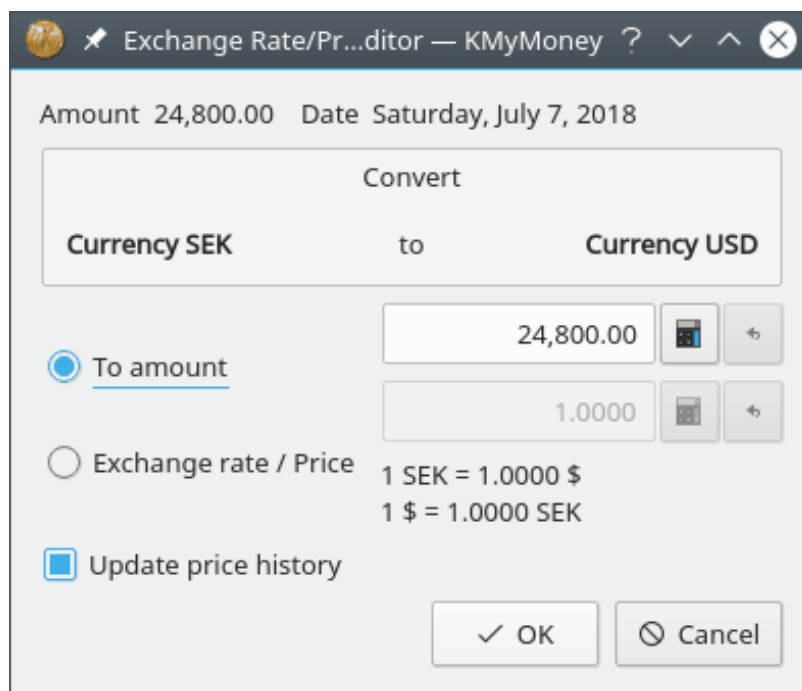 Exchange Rate/Pr...ditor — KMyMoney ?
Amount 24,800.00 Date Saturday, July 7, 2018
Convert
Currency SEK to Currency USD
24,800.00
To amount
1.0000
Exchange rate / Price
1 SEK = 1.0000 $
1 $ = 1.0000 SEK
Update price history
OK Cancel